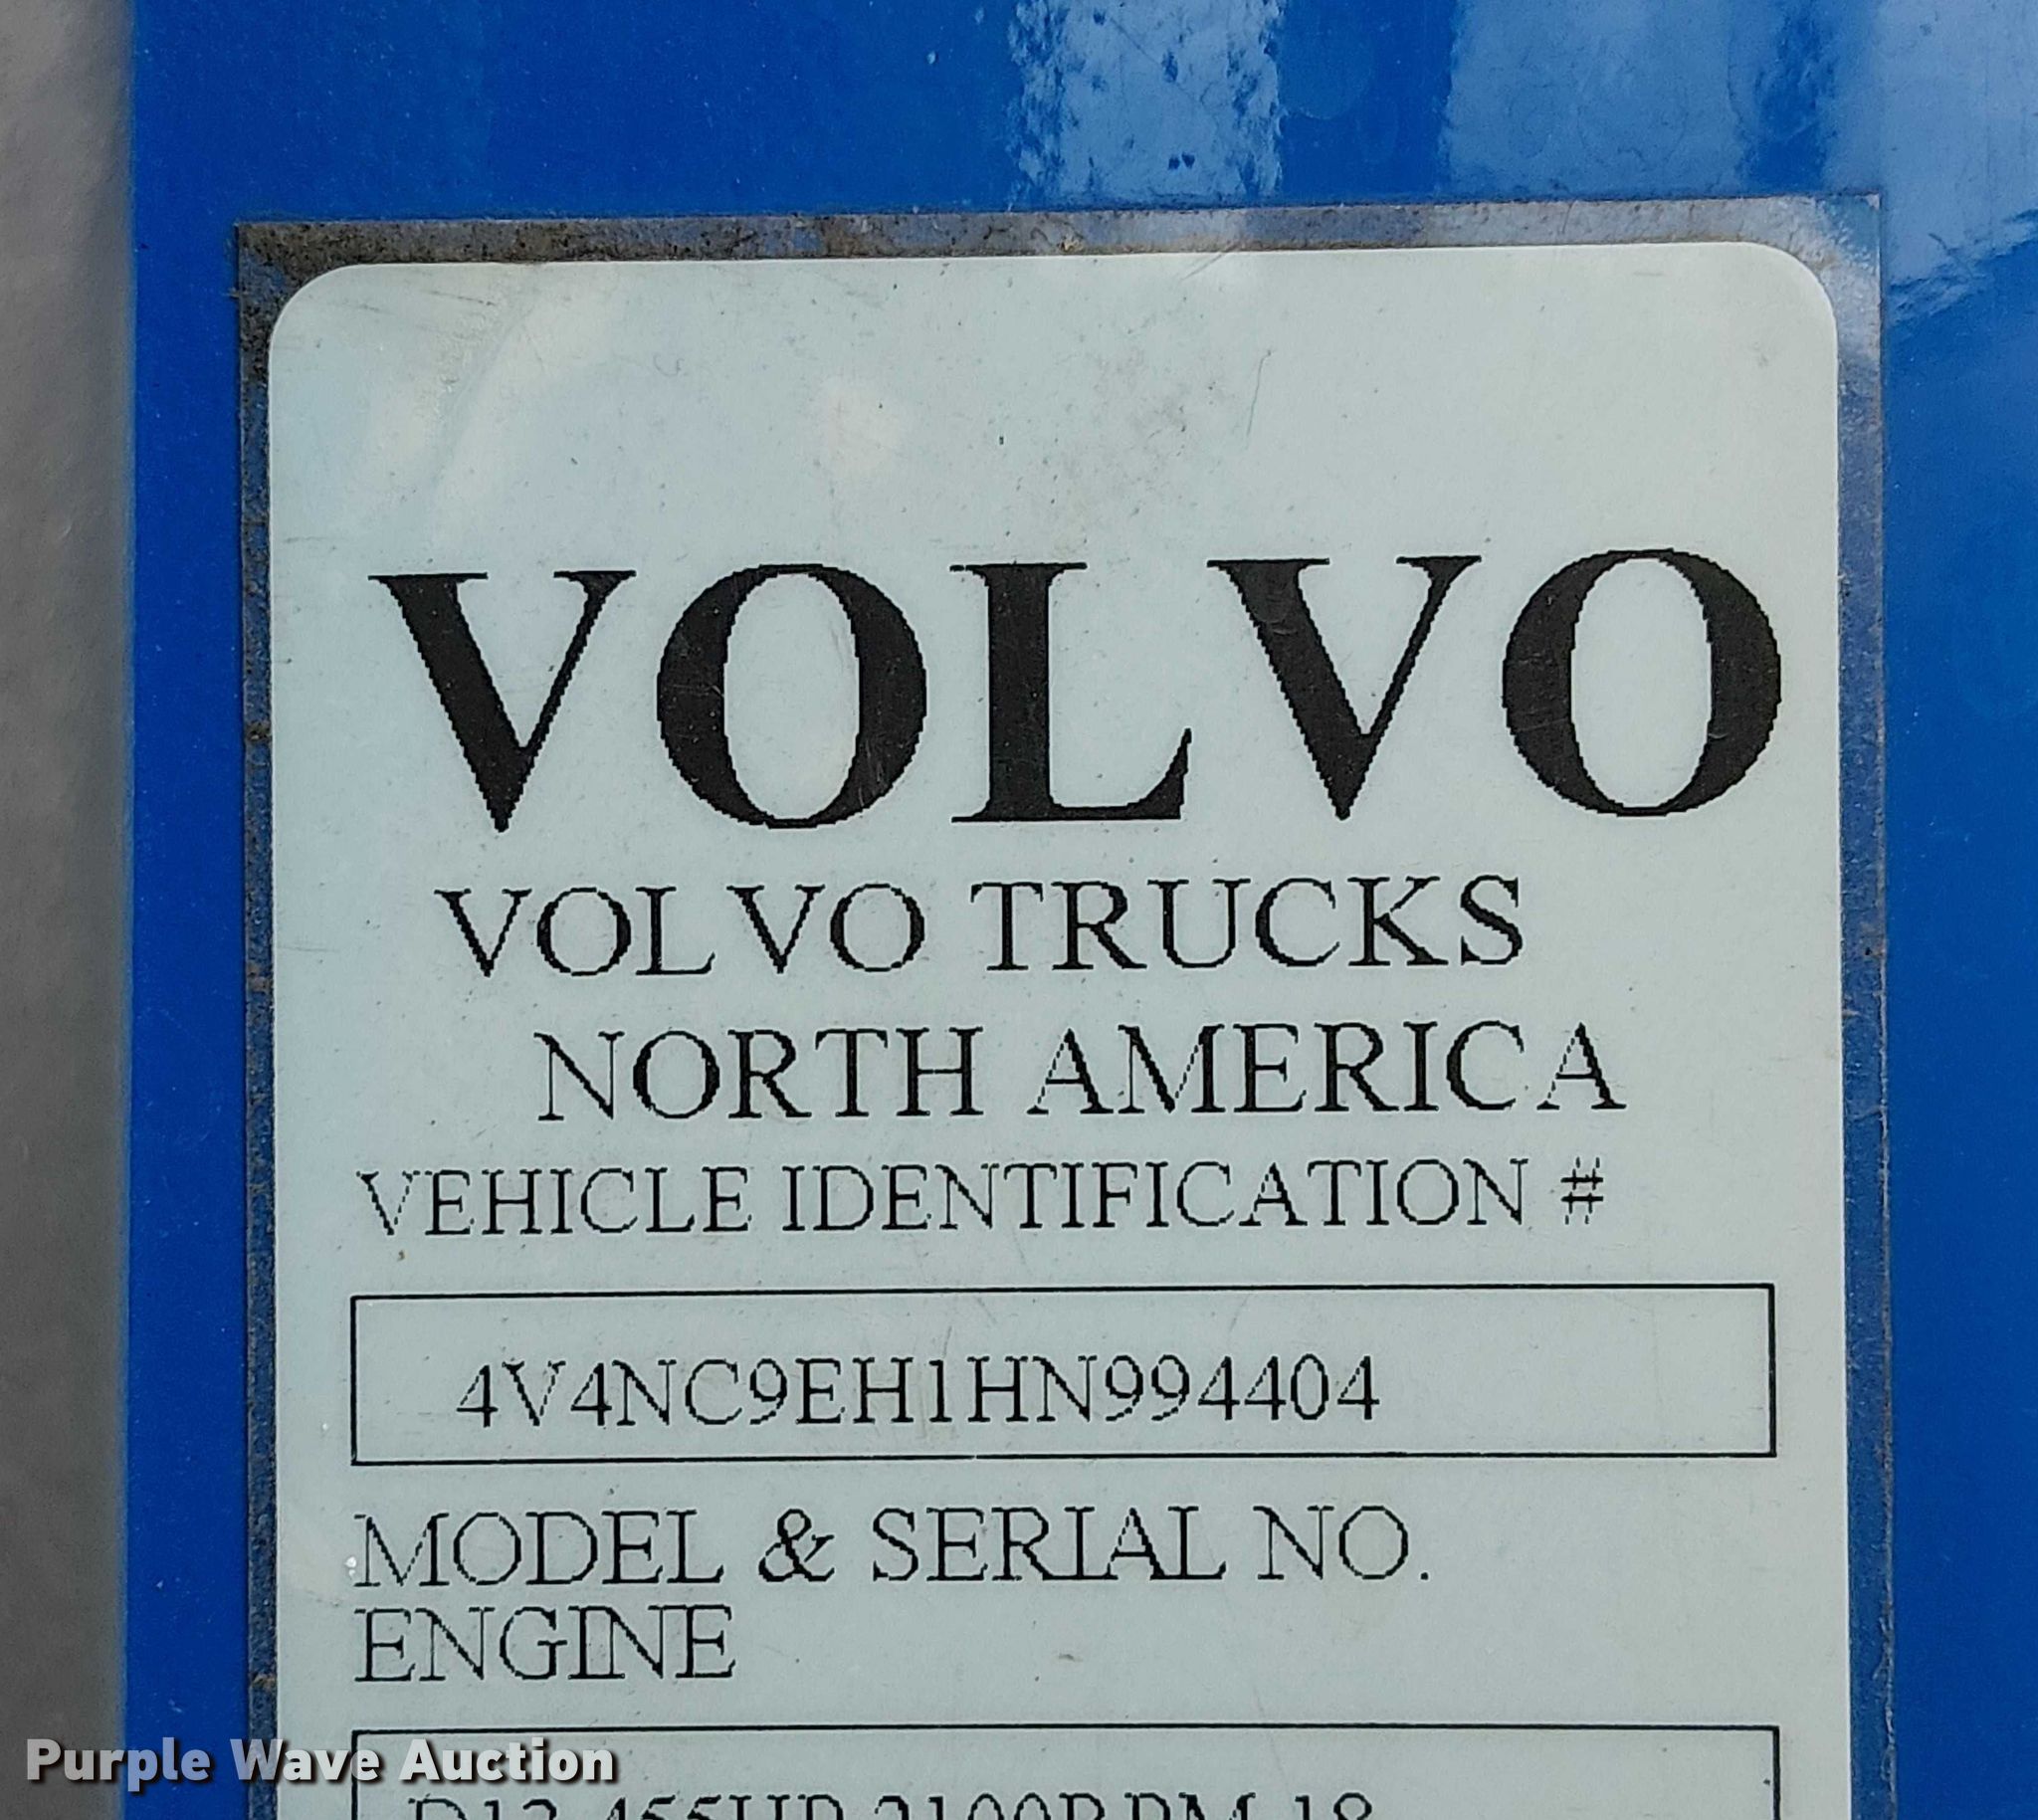 VOLVO
VOLVO TRUCKS
NORTH AMERICA
VEHICLE IDENTIFICATION #
4V4NC9EH1HN994404
MODEL & SERIAL NO.
ENGINE
Purple Wave Auction